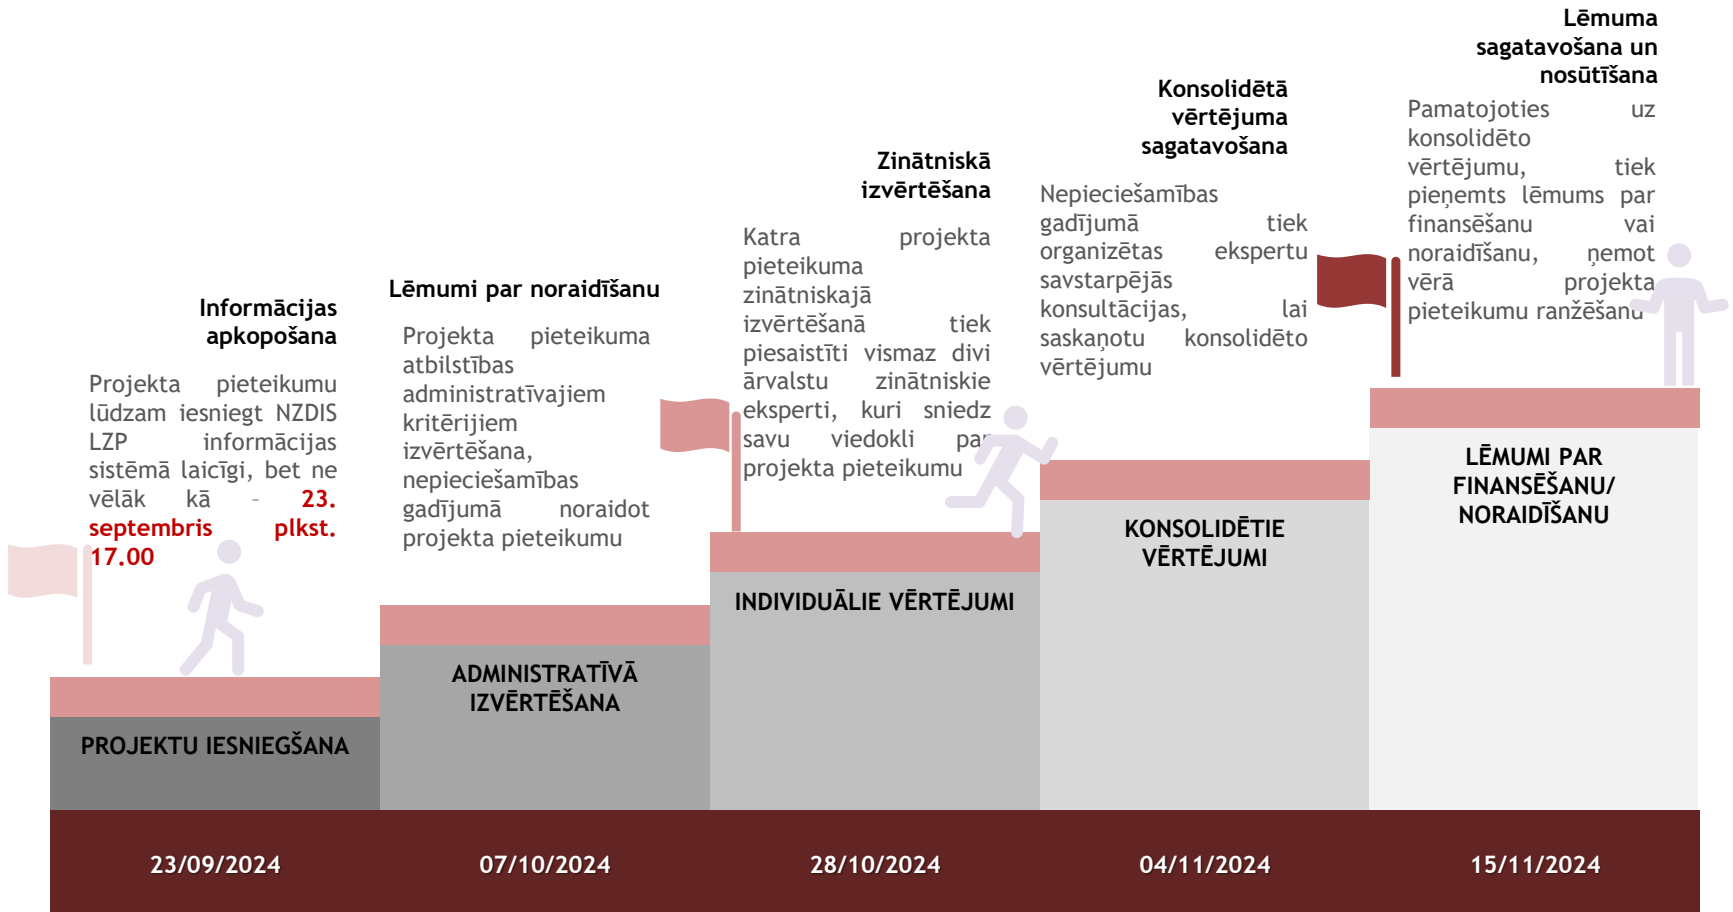 Informācijas
apkopošana
Projekta pieteikumu
lūdzam iesniegt NZDIS
LZP informācijas
sistēmā laicīgi, bet ne
vēlāk kā – 23.
septembris plkst.
17.00
PROJEKTU IESNIEGŠANA
23/09/2024
Lēmumi par noraidīšanu
Projekta pieteikuma
atbilstības
administratīvajiem
kritērijiem
izvērtēšana,
nepieciešamības
gadījumā noraidot
projekta pieteikumu
ADMINISTRATĪVĀ
IZVĒRTĒŠANA
07/10/2024
Zinātniskā
izvērtēšana
Katra projekta
pieteikuma
zinātniskajā
izvērtēšanā tiek
piesaistīti vismaz divi
ārvalstu zinātniskie
eksperti, kuri sniedz
savu viedokli par
projekta pieteikumu
INDIVIDUĀLIE VĒRTĒJUMI
28/10/2024
Konsolidētā
vērtējuma
sagatavošana
Nepieciešamības
gadījumā tiek
organizētas ekspertu
savstarpējās
konsultācijas, lai
saskaņotu konsolidēto
vērtējumu
KONSOLIDĒTIE
VĒRTĒJUMI
04/11/2024
Lēmuma
sagatavošana un
nosūtīšana
Pamatojoties uz
konsolidēto
vērtējumu, tiek
pieņemts lēmums par
finansēšanu vai
noraidīšanu, ņemot
vērā projekta
pieteikumu ranžēšanu
LĒMUMI PAR
FINANSĒŠANU/
NORAIDĪŠANU
15/11/2024